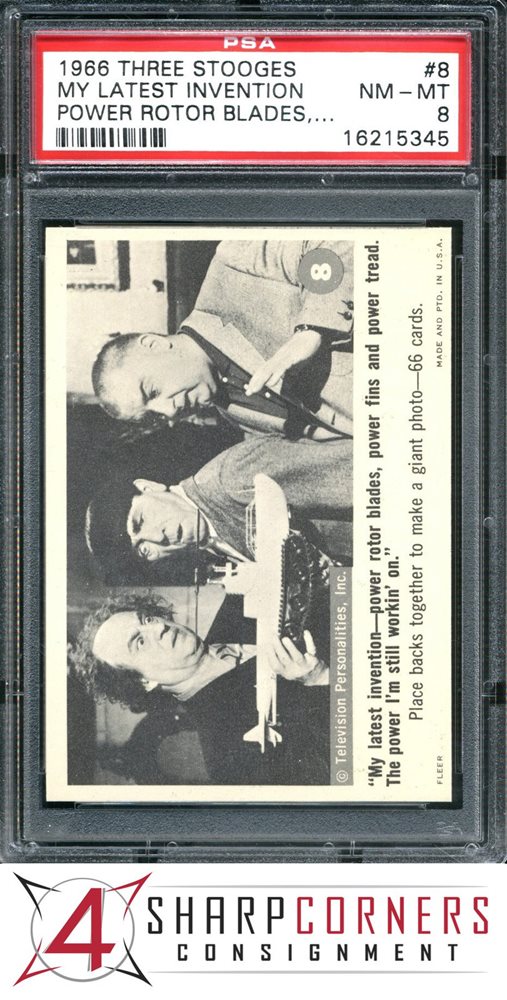 PSA
1966 THREE STOOGES #8
MY LATEST INVENTION NM - MT
POWER ROTOR BLADES,... 8
16215345
8
© Television Personalities, Inc.
"My latest invention—power rotor blades, power fins and power tread.
The power I'm still workin' on."
Place backs together to make a giant photo—66 cards.
FLEER MADE AND PTD. IN U.S.A.
4
SHARPCORNERS
CONSIGNMENT